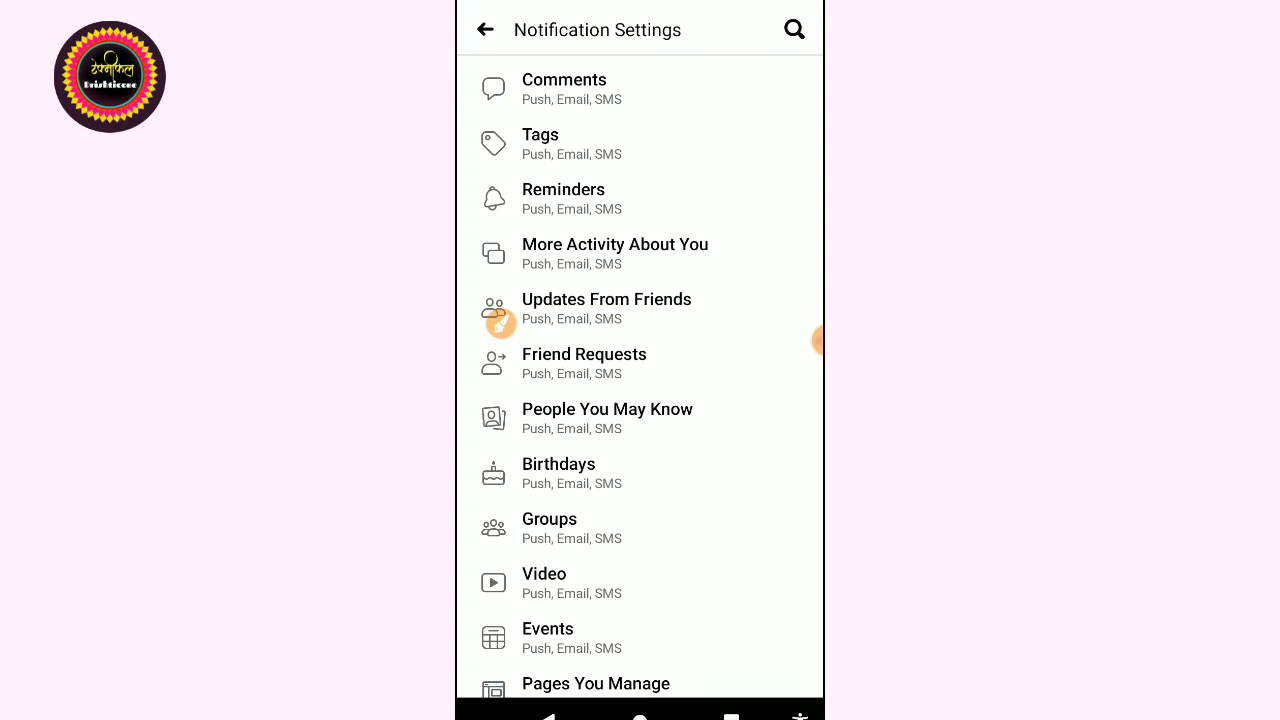 Notification Settings
Comments
Push, Email, SMS
Tags
Push, Email, SMS
Reminders
Push, Email, SMS
More Activity About You
Push, Email, SMS
Updates From Friends
Push, Email, SMS
Friend Requests
Push, Email, SMS
People You May Know
Push, Email, SMS
Birthdays
Push, Email, SMS
Groups
Push, Email, SMS
Video
Push, Email, SMS
Events
Push, Email, SMS
Pages You Manage